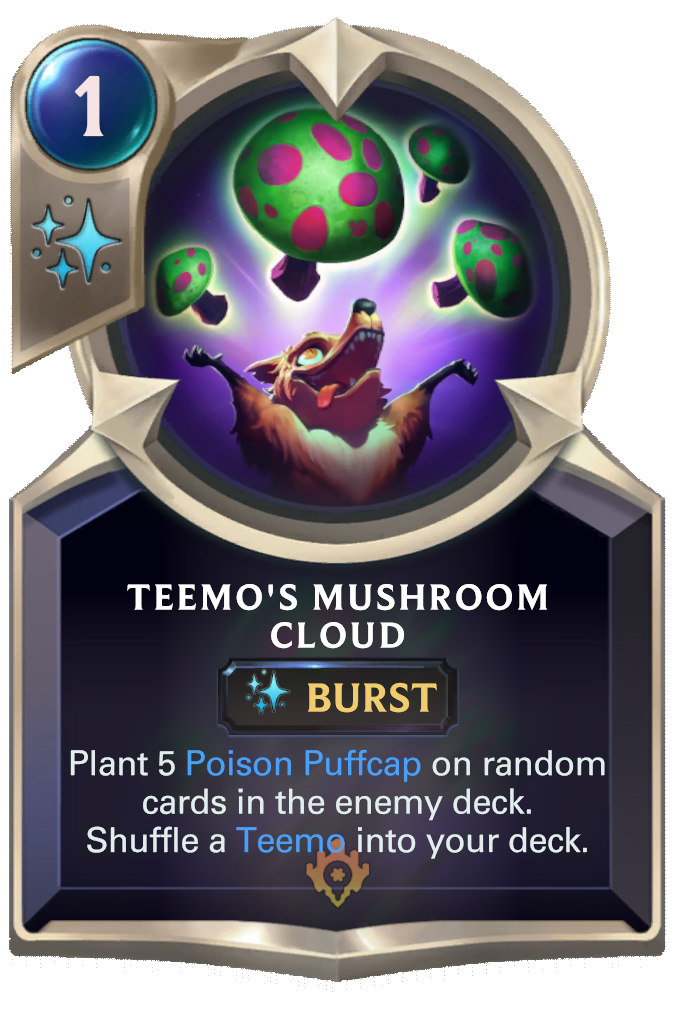 1
TEEMO'S MUSHROOM
CLOUD
BURST
Plant 5 Poison Puffcap on random
cards in the enemy deck.
Shuffle a Teemo into your deck.